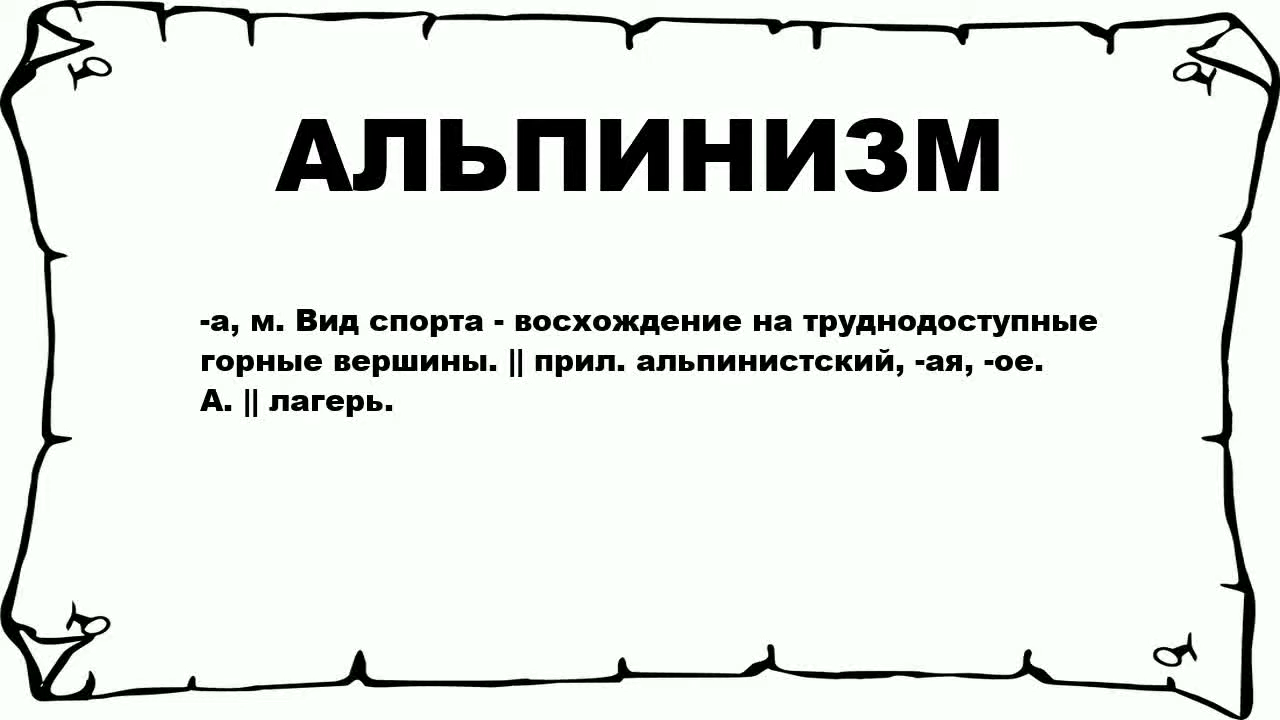 АЛЬПИНИЗМ
-а, м. Вид спорта - восхождение на труднодоступные
горные вершины. || прил. альпинистский, -ая, -ое.
А. || лагерь.